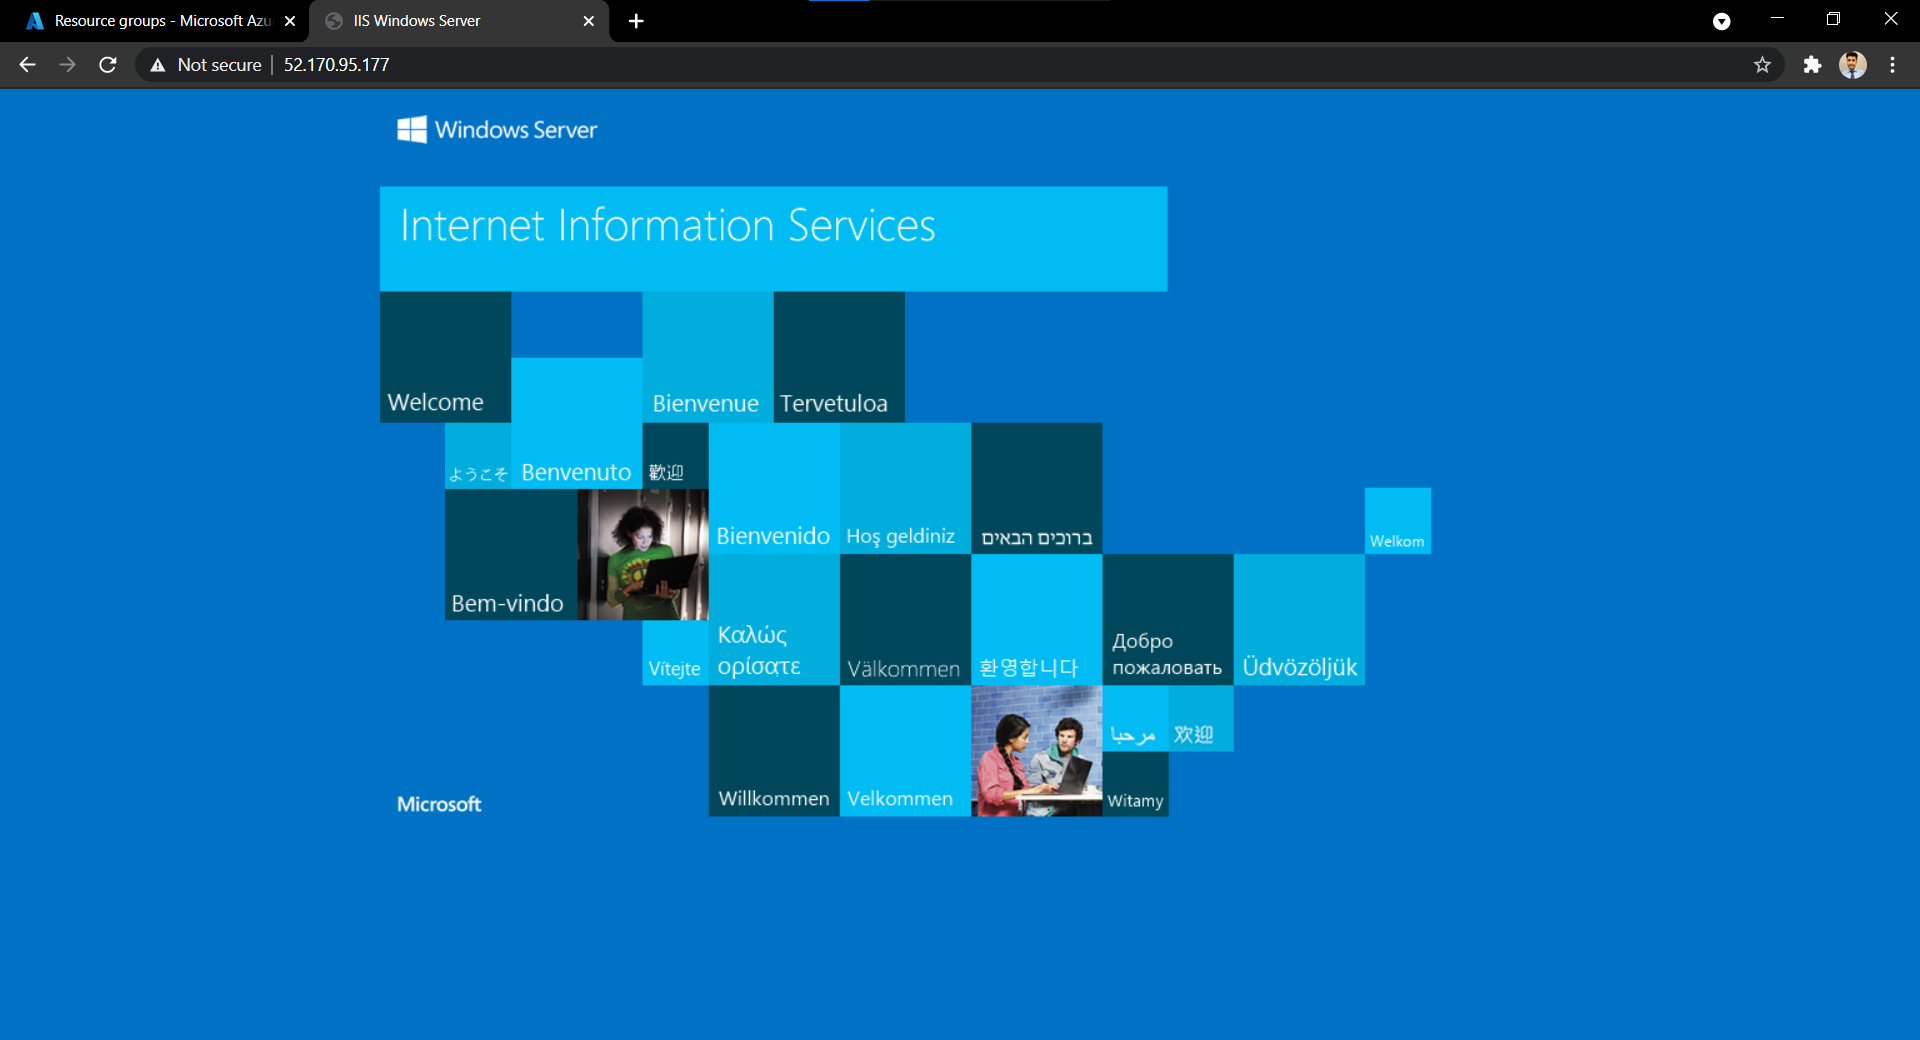 Resource groups - Microsoft Azu
IIS Windows Server
Not secure
52.170.95.177
Windows Server
Internet Information Services
Welcome
Bienvenue
Tervetuloa
ようこそ
Benvenuto
歡迎
Bienvenido
Hoş geldiniz
ברוכים הבאים
Welkom
Bem-vindo
Vítejte
Καλώς
ορίσατε
Välkommen
환영합니다
Добро
пожаловать
Üdvözöljük
مرحبا
欢迎
Willkommen
Velkommen
Witamy
Microsoft